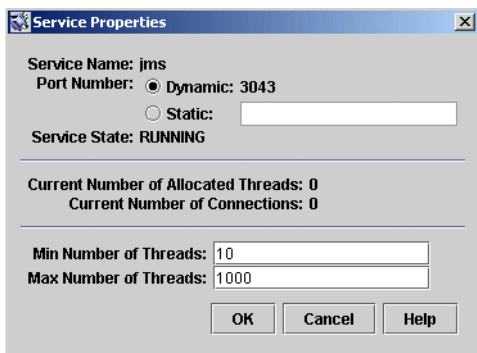 Service Properties
Service Name: jms
Port Number: Dynamic: 3043
Static:
Service State: RUNNING
Current Number of Allocated Threads: 0
Current Number of Connections: 0
Min Number of Threads: 10
Max Number of Threads: 1000
OK Cancel Help